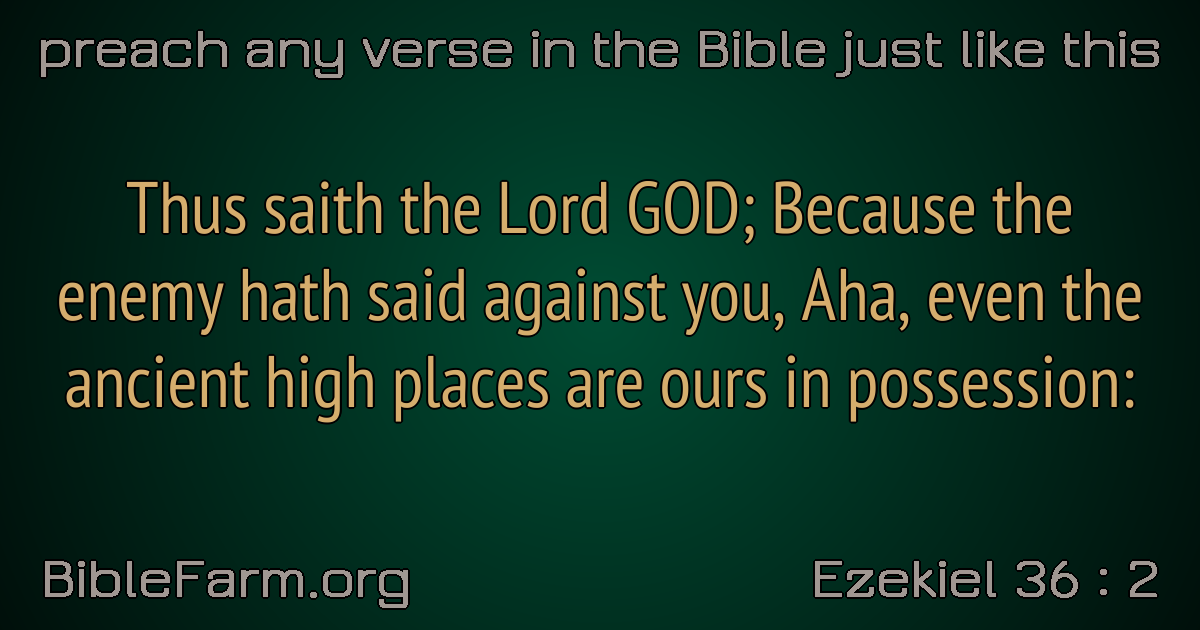 preach any verse in the Bible just like this
Thus saith the Lord GOD; Because the
enemy hath said against you, Aha, even the
ancient high places are ours in possession:
BibleFarm.org
Ezekiel 36 : 2